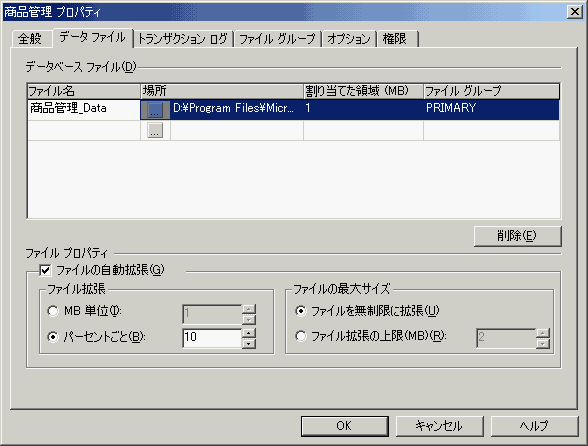 商品管理 プロパティ
全般 データ ファイル トランザクション ログ ファイル グループ オプション 権限
データベース ファイル(D)
ファイル名 場所 割り当てた領域 (MB) ファイル グループ
商品管理_Data ... D:¥Program Files¥Micr... 1 PRIMARY
...
削除(E)
ファイル プロパティ
ファイルの自動拡張(G)
ファイル拡張 ファイルの最大サイズ
MB 単位(I): 1 ファイルを無制限に拡張(U)
パーセントごと(B): 10 ファイル拡張の上限(MB)(R): 2
OK キャンセル ヘルプ